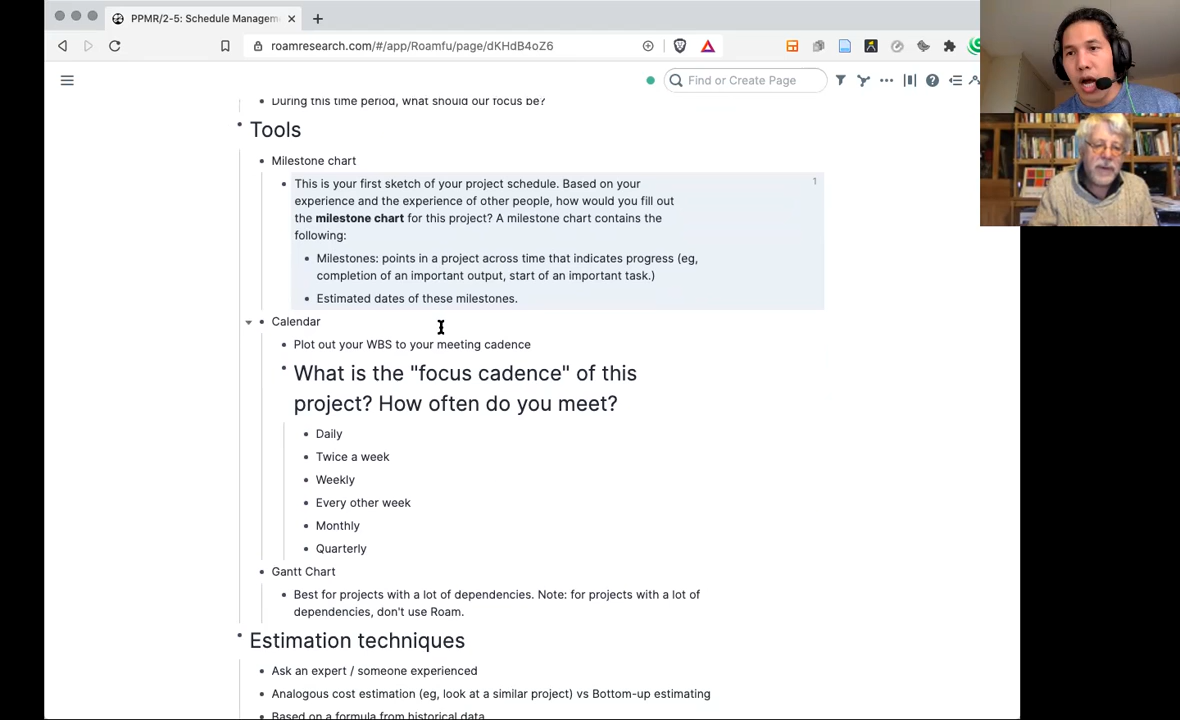 PPMR/2-5: Schedule Managem
roamresearch.com/#/app/Roamfu/page/dKHdB4oZ6
Find or Create Page
During this time period, what should our focus be?
Tools
Milestone chart
This is your first sketch of your project schedule. Based on your
1
experience and the experience of other people, how would you fill out
the milestone chart for this project? A milestone chart contains the
following:
Milestones: points in a project across time that indicates progress (eg,
completion of an important output, start of an important task.)
Estimated dates of these milestones.
Calendar
Plot out your WBS to your meeting cadence
What is the "focus cadence" of this
project? How often do you meet?
Daily
Twice a week
Weekly
Every other week
Monthly
Quarterly
Gantt Chart
Best for projects with a lot of dependencies. Note: for projects with a lot of
dependencies, don't use Roam.
Estimation techniques
Ask an expert / someone experienced
Analogous cost estimation (eg, look at a similar project) vs Bottom-up estimating
Based on a formula from historical data